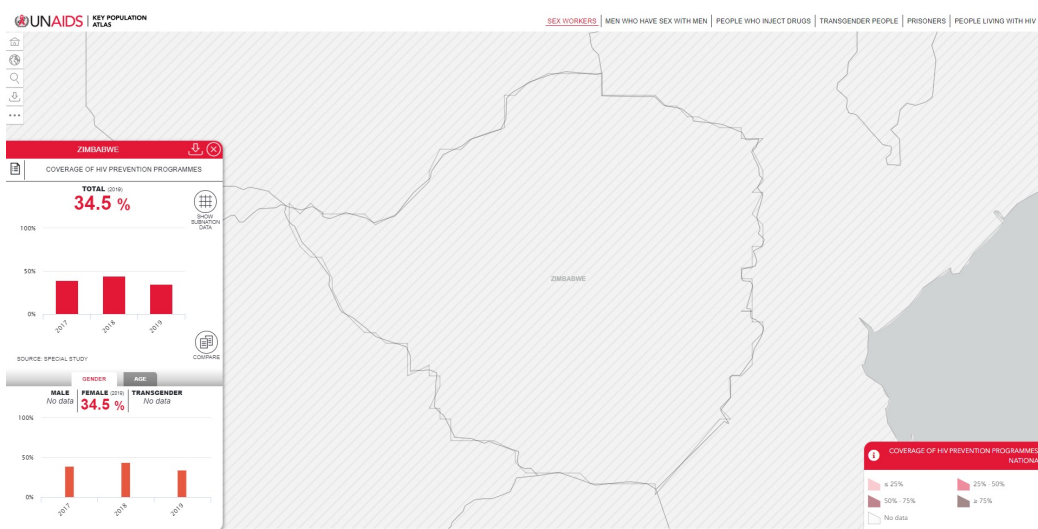 UNAIDS | KEY POPULATION ATLAS
SEX WORKERS | MEN WHO HAVE SEX WITH MEN | PEOPLE WHO INJECT DRUGS | TRANSGENDER PEOPLE | PRISONERS | PEOPLE LIVING WITH HIV
ZIMBABWE
COVERAGE OF HIV PREVENTION PROGRAMMES
TOTAL (2019)
34.5 %
SHOW
SUBNATION
DATA
100%
50%
0%
2017 2018 2019
COMPARE
SOURCE: SPECIAL STUDY
GENDER AGE
MALE FEMALE (2019) TRANSGENDER
No data 34.5 % No data
100%
50%
0%
2017 2018 2019
ZIMBABWE
COVERAGE OF HIV PREVENTION PROGRAMMES
NATIONA
≤ 25% 25% - 50%
50% - 75% ≥ 75%
No data